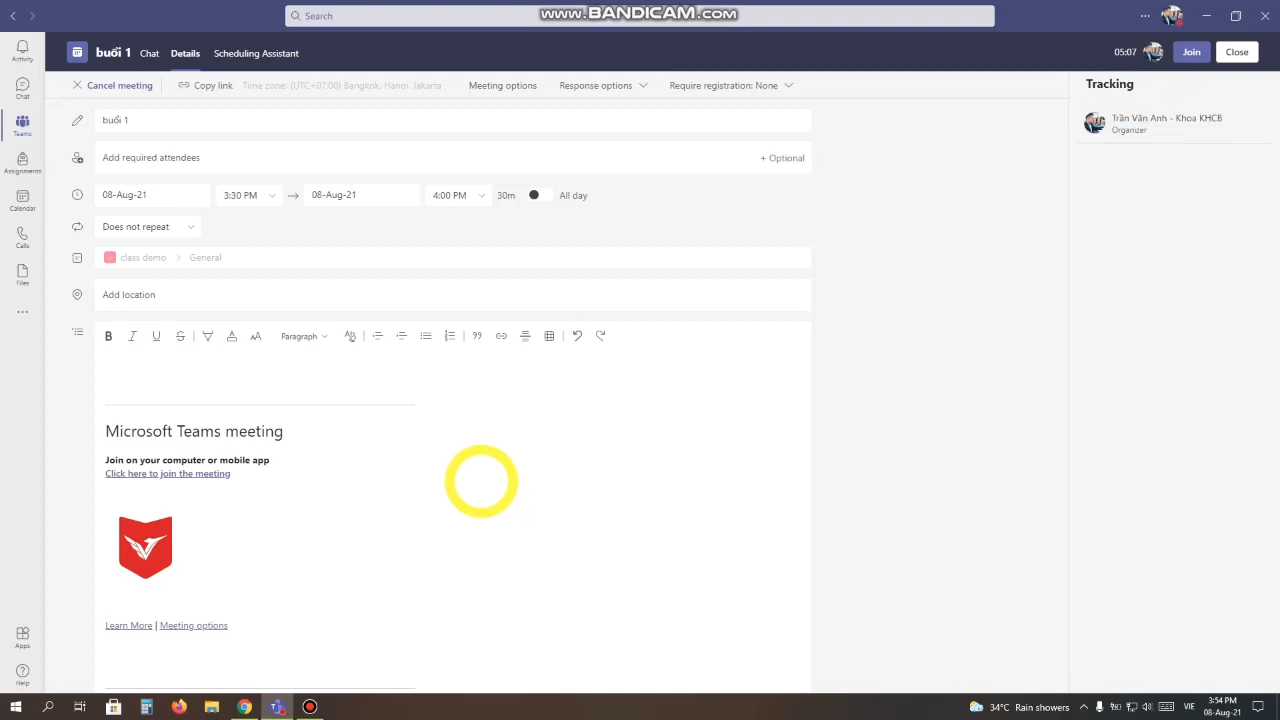 www.BANDICAM.com
Search
buổi 1 Chat Details Scheduling Assistant 05:07 Join Close
Activity
Chat
Teams
Assignments
Calendar
Calls
Files
Apps
Help
Cancel meeting Copy link Time zone: (UTC+07:00) Bangkok, Hanoi, Jakarta Meeting options Response options Require registration: None
Tracking
Trần Vân Anh - Khoa KHCB
Organizer
buổi 1
Add required attendees + Optional
08-Aug-21 3:30 PM 08-Aug-21 4:00 PM 30m All day
Does not repeat
class demo > General
Add location
B I U S Paragraph
Microsoft Teams meeting
Join on your computer or mobile app
Click here to join the meeting
Learn More | Meeting options
34°C Rain showers VIE 3:54 PM
08-Aug-21